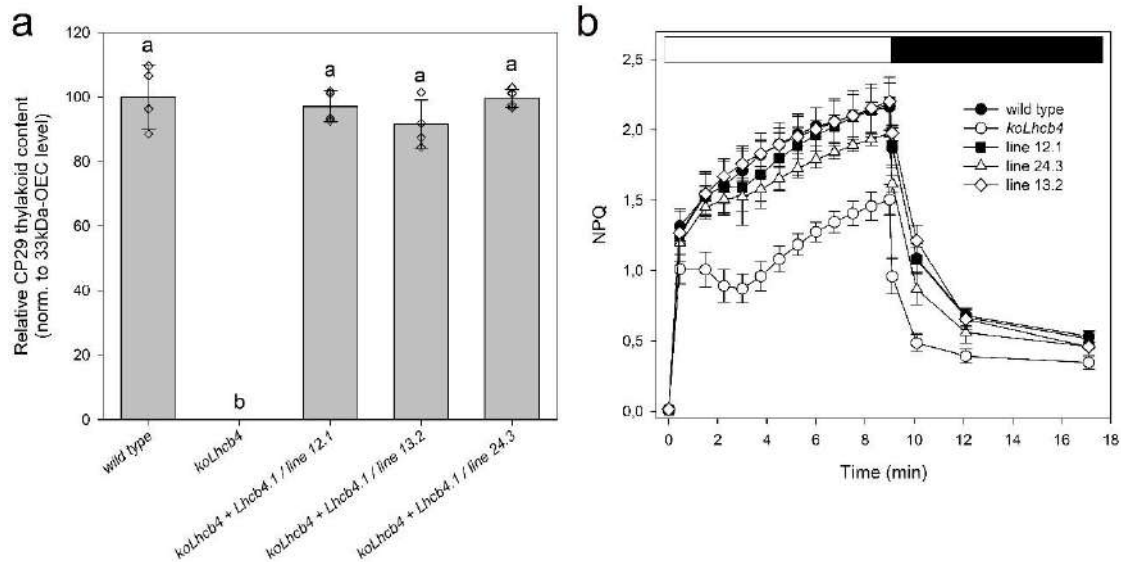 a
Relative CP29 thylakoid content
(norm. to 33kDa-OEC level)
120
100
80
60
40
20
0
a
b
a
a
a
wild type
koLhcb4
koLhcb4 + Lhcb4.1 / line 12.1
koLhcb4 + Lhcb4.1 / line 13.2
koLhcb4 + Lhcb4.1 / line 24.3
b
NPQ
2,5
2,0
1,5
1,0
0,5
0,0
wild type
koLhcb4
line 12.1
line 24.3
line 13.2
0 2 4 6 8 10 12 14 16 18
Time (min)